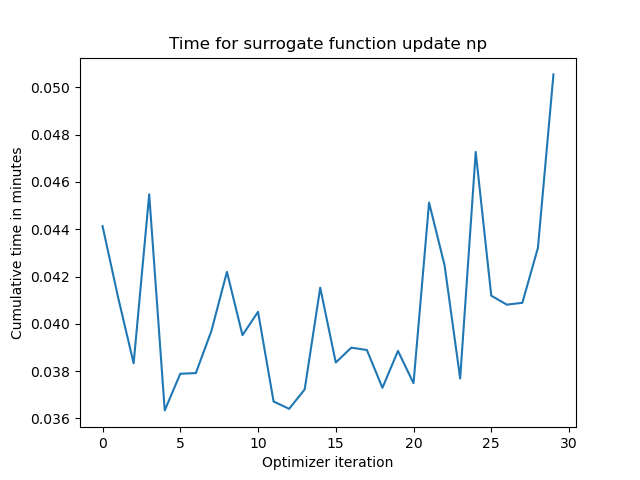 Time for surrogate function update np
0.050
0.048
0.046
0.044
0.042
0.040
0.038
0.036
Cumulative time in minutes
0 5 10 15 20 25 30
Optimizer iteration